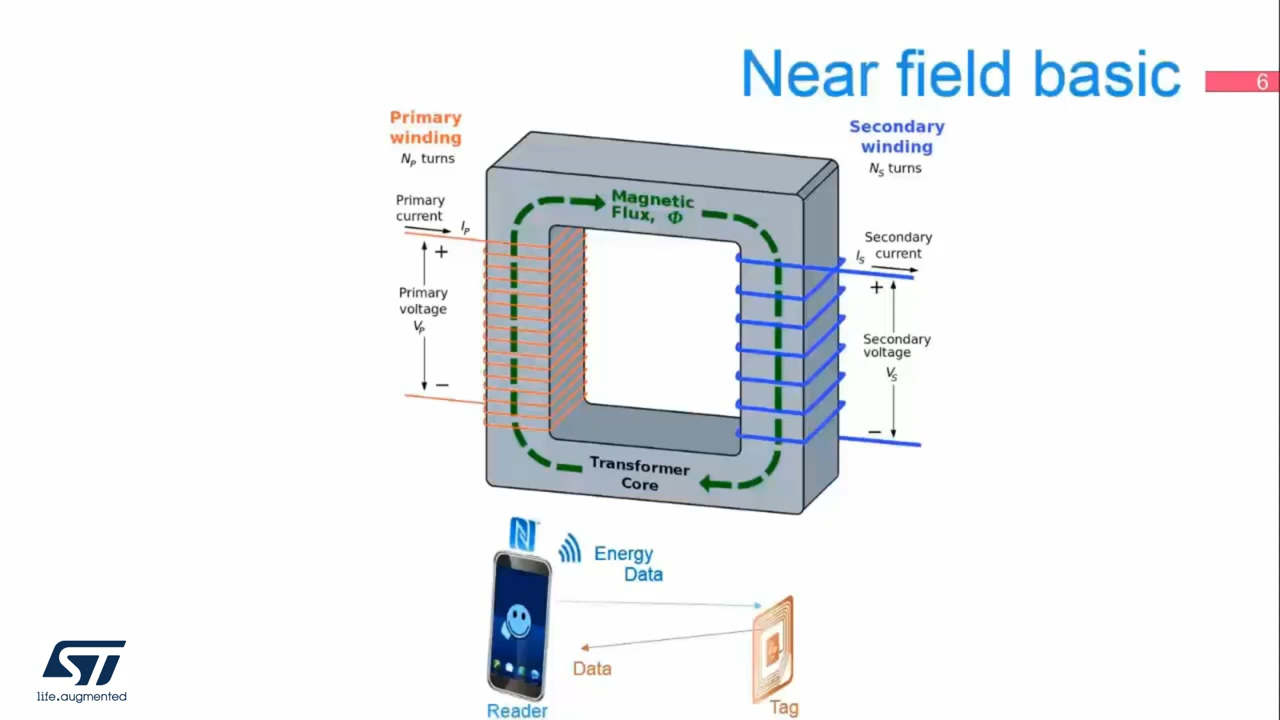 Near field basic
6
Primary
winding
NP turns
Secondary
winding
NS turns
Primary
current
IP
Magnetic
Flux, Φ
Secondary
current
IS
+
Primary
voltage
VP
−
+
Secondary
voltage
VS
−
Transformer
Core
N
Energy
Data
Data
Reader
Tag
ST
life.augmented